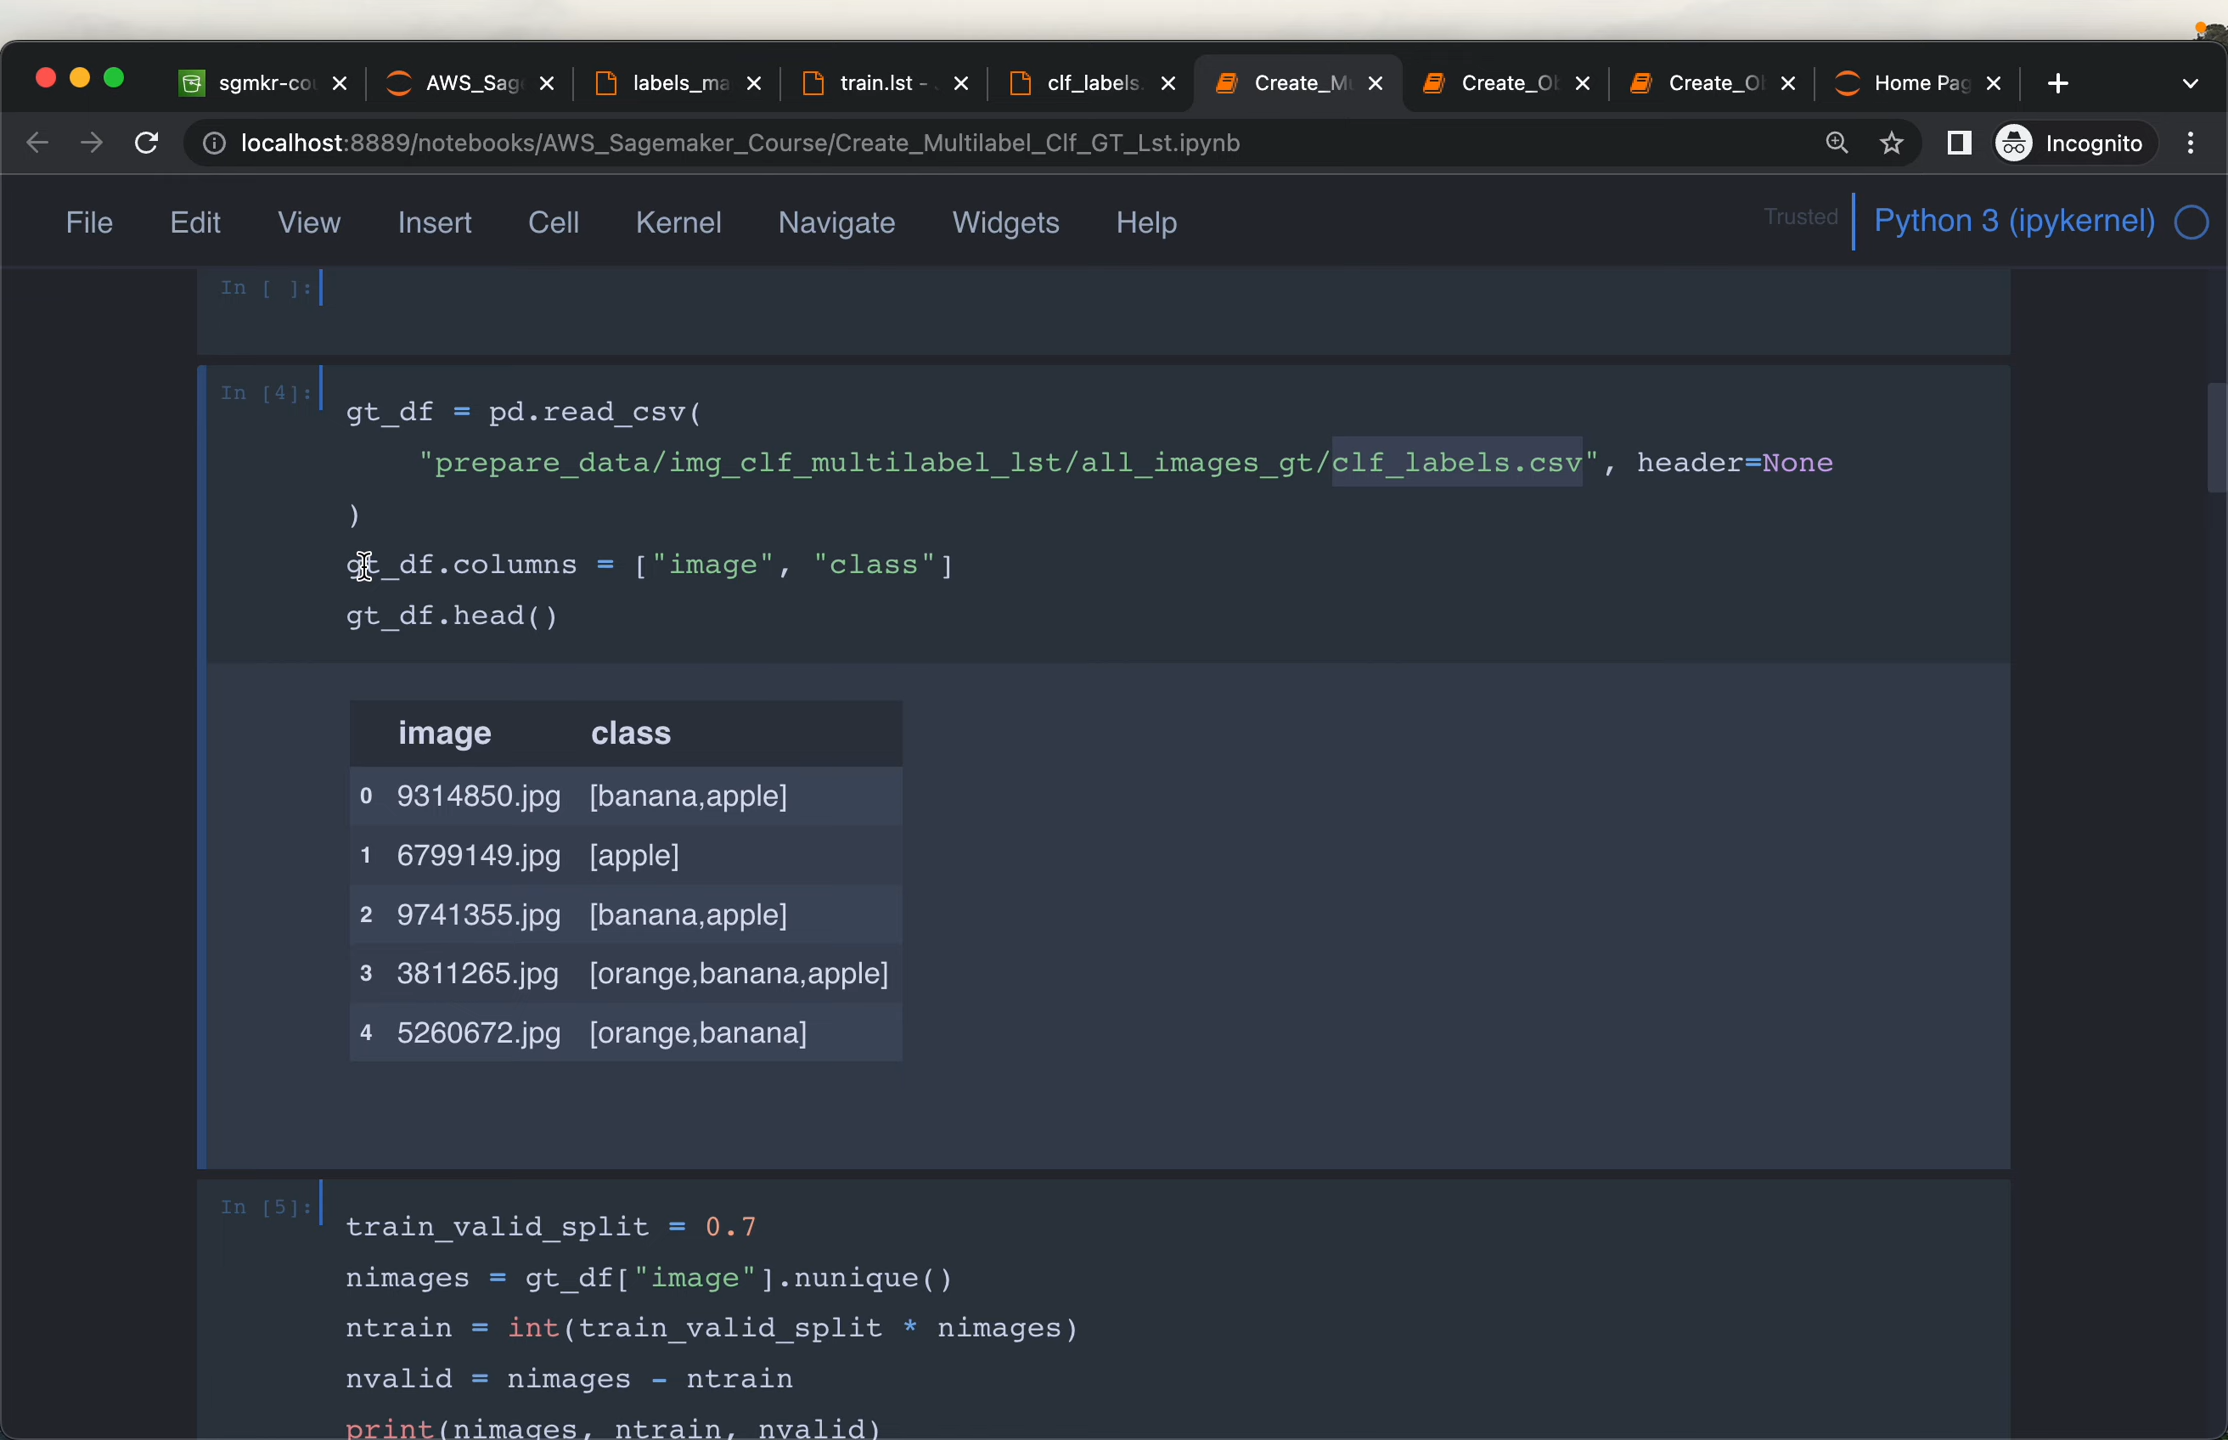 sgmkr-co
AWS_Sag
labels_ma
train.lst -
clf_labels.
Create_M
Create_Ob
Create_Ob
Home Pag
localhost:8889/notebooks/AWS_Sagemaker_Course/Create_Multilabel_Clf_GT_Lst.ipynb
Incognito
File Edit View Insert Cell Kernel Navigate Widgets Help
Trusted
Python 3 (ipykernel)
In [ ]:
In [4]:
gt_df = pd.read_csv(
"prepare_data/img_clf_multilabel_lst/all_images_gt/clf_labels.csv", header=None
)
gt_df.columns = ["image", "class"]
gt_df.head()
image class
0 9314850.jpg [banana,apple]
1 6799149.jpg [apple]
2 9741355.jpg [banana,apple]
3 3811265.jpg [orange,banana,apple]
4 5260672.jpg [orange,banana]
In [5]:
train_valid_split = 0.7
nimages = gt_df["image"].nunique()
ntrain = int(train_valid_split * nimages)
nvalid = nimages - ntrain
print(nimages, ntrain, nvalid)